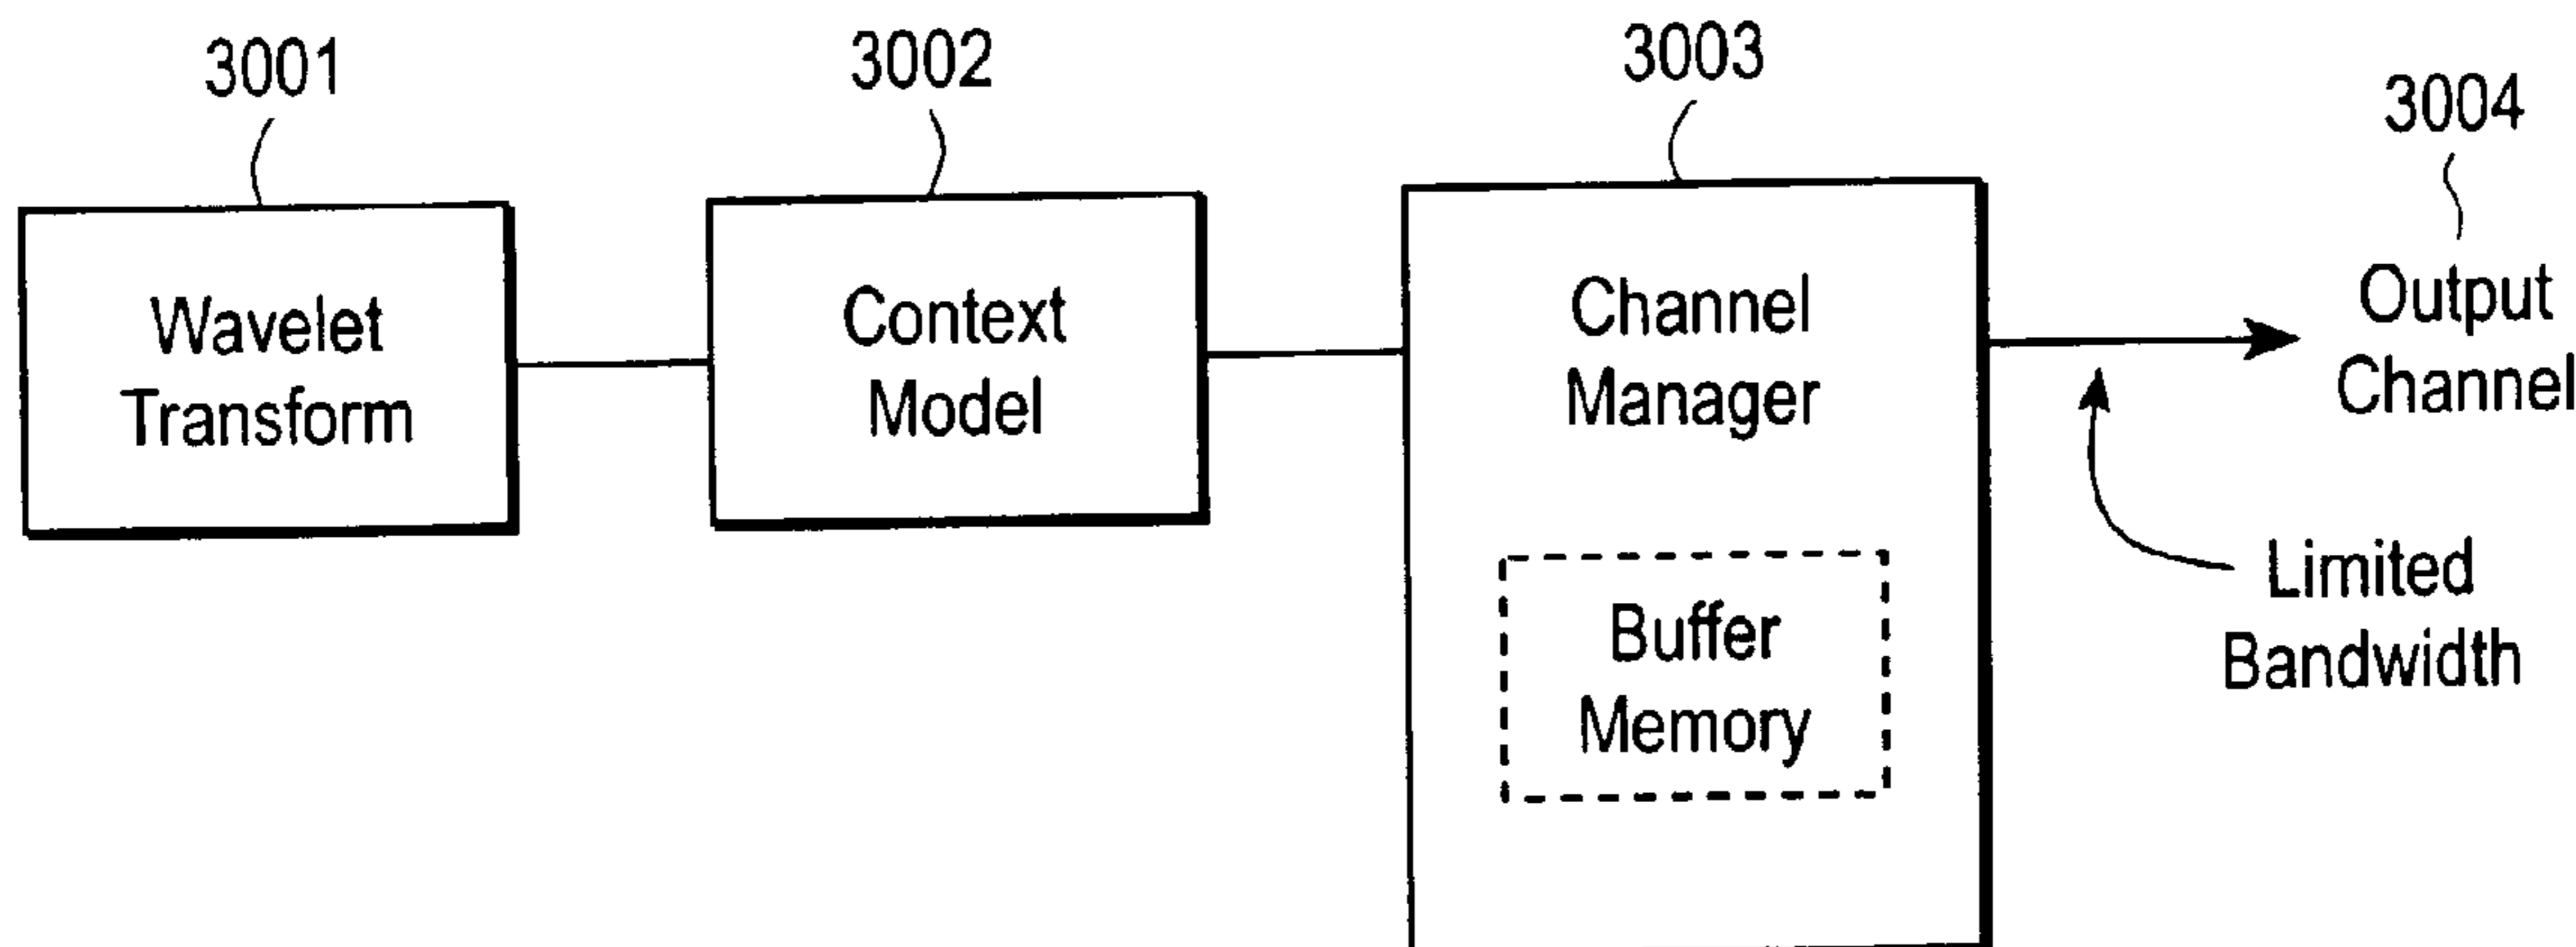 3001
3002
3003
3004
Wavelet
Transform
Context
Model
Channel
Manager
Buffer
Memory
Output
Channel
Limited
Bandwidth